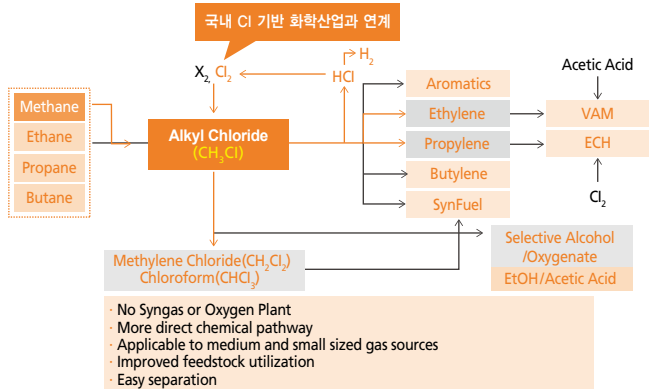 국내 CI 기반 화학산업과 연계
X₂, Cl₂
H₂
HCl
Methane
Ethane
Propane
Butane
Alkyl Chloride
(CH₃Cl)
Aromatics
Ethylene
Propylene
Butylene
SynFuel
Acetic Acid
VAM
ECH
Cl₂
Methylene Chloride(CH₂Cl₂)
Chloroform(CHCl₃)
Selective Alcohol
/Oxygenate
EtOH/Acetic Acid
· No Syngas or Oxygen Plant
· More direct chemical pathway
· Applicable to medium and small sized gas sources
· Improved feedstock utilization
· Easy separation